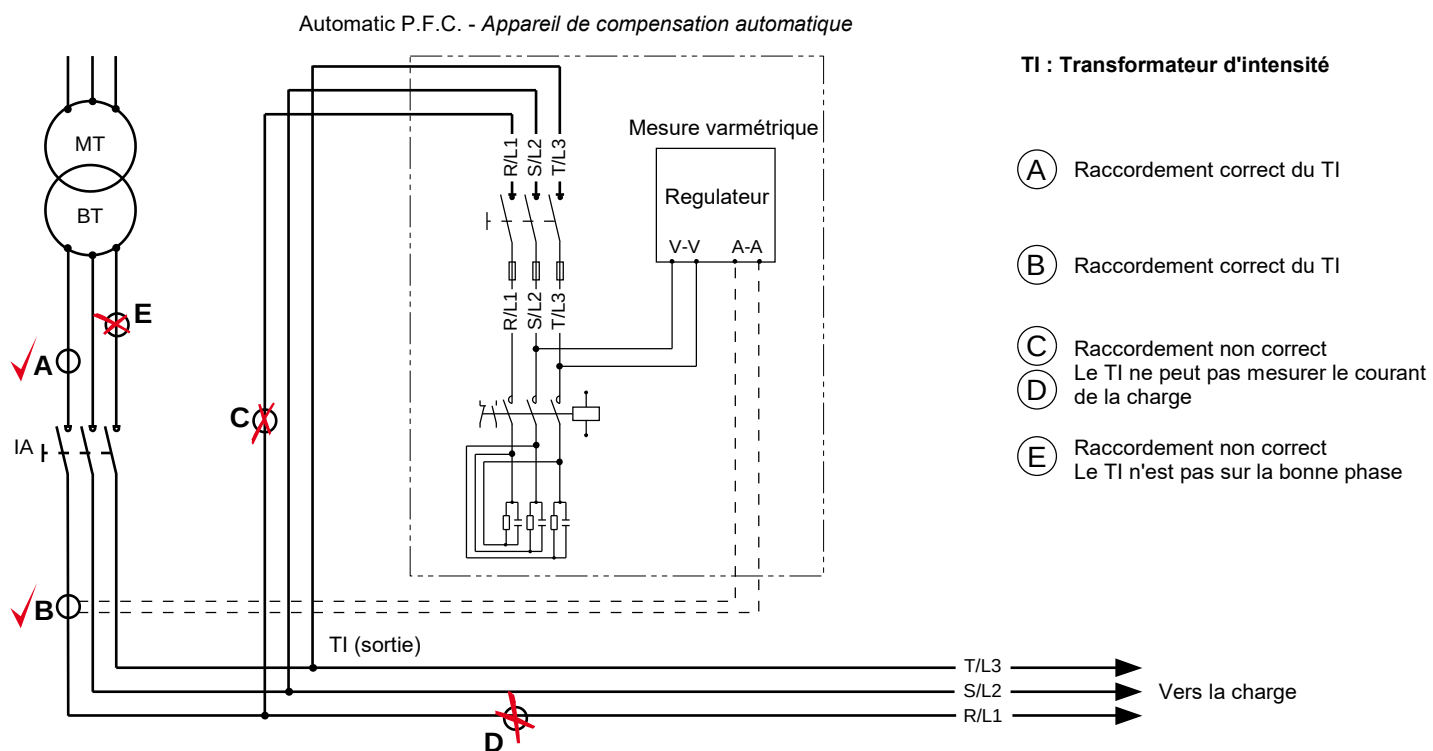 Automatic P.F.C. - Appareil de compensation automatique
TI : Transformateur d'intensité
MT
BT
R/L1
S/L2
T/L3
Mesure varmétrique
Regulateur
V-V
A-A
R/L1
S/L2
T/L3
E
A
C
IA
B
TI (sortie)
T/L3
S/L2
R/L1
Vers la charge
D
A
Raccordement correct du TI
B
Raccordement correct du TI
C
Raccordement non correct
D
Le TI ne peut pas mesurer le courant
de la charge
E
Raccordement non correct
Le TI n'est pas sur la bonne phase